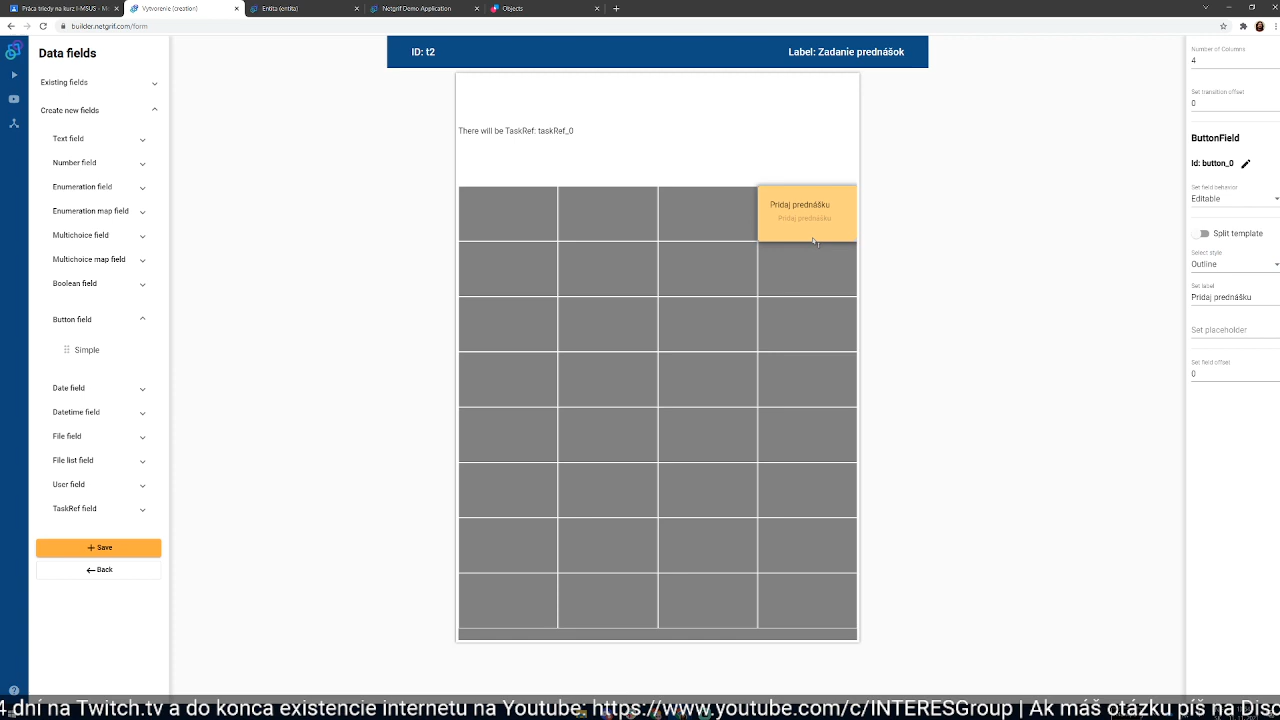 Práca triedy na kurz I-MSUS - M
Vytvorenie (creation)
Entita (entita)
Netgrif Demo Application
Objects
builder.netgrif.com/form
Data fields
Existing fields
Create new fields
Text field
Number field
Enumeration field
Enumeration map field
Multichoice field
Multichoice map field
Boolean field
Button field
Simple
Date field
Datetime field
File field
File list field
User field
TaskRef field
+ Save
Back
ID: t2
Label: Zadanie prednášok
There will be TaskRef: taskRef_0
Pridaj prednášku
Pridaj prednášku
Number of Columns
4
Set transition offset
0
ButtonField
Id: button_0
Set field behavior
Editable
Split template
Select style
Outline
Set label
Pridaj prednášku
Set placeholder
Set field offset
0
4 dní na Twitch.tv a do konca existencie internetu na Youtube. https://www.youtube.com/c/INTERESGroup | Ak máš otázku píš na Disc